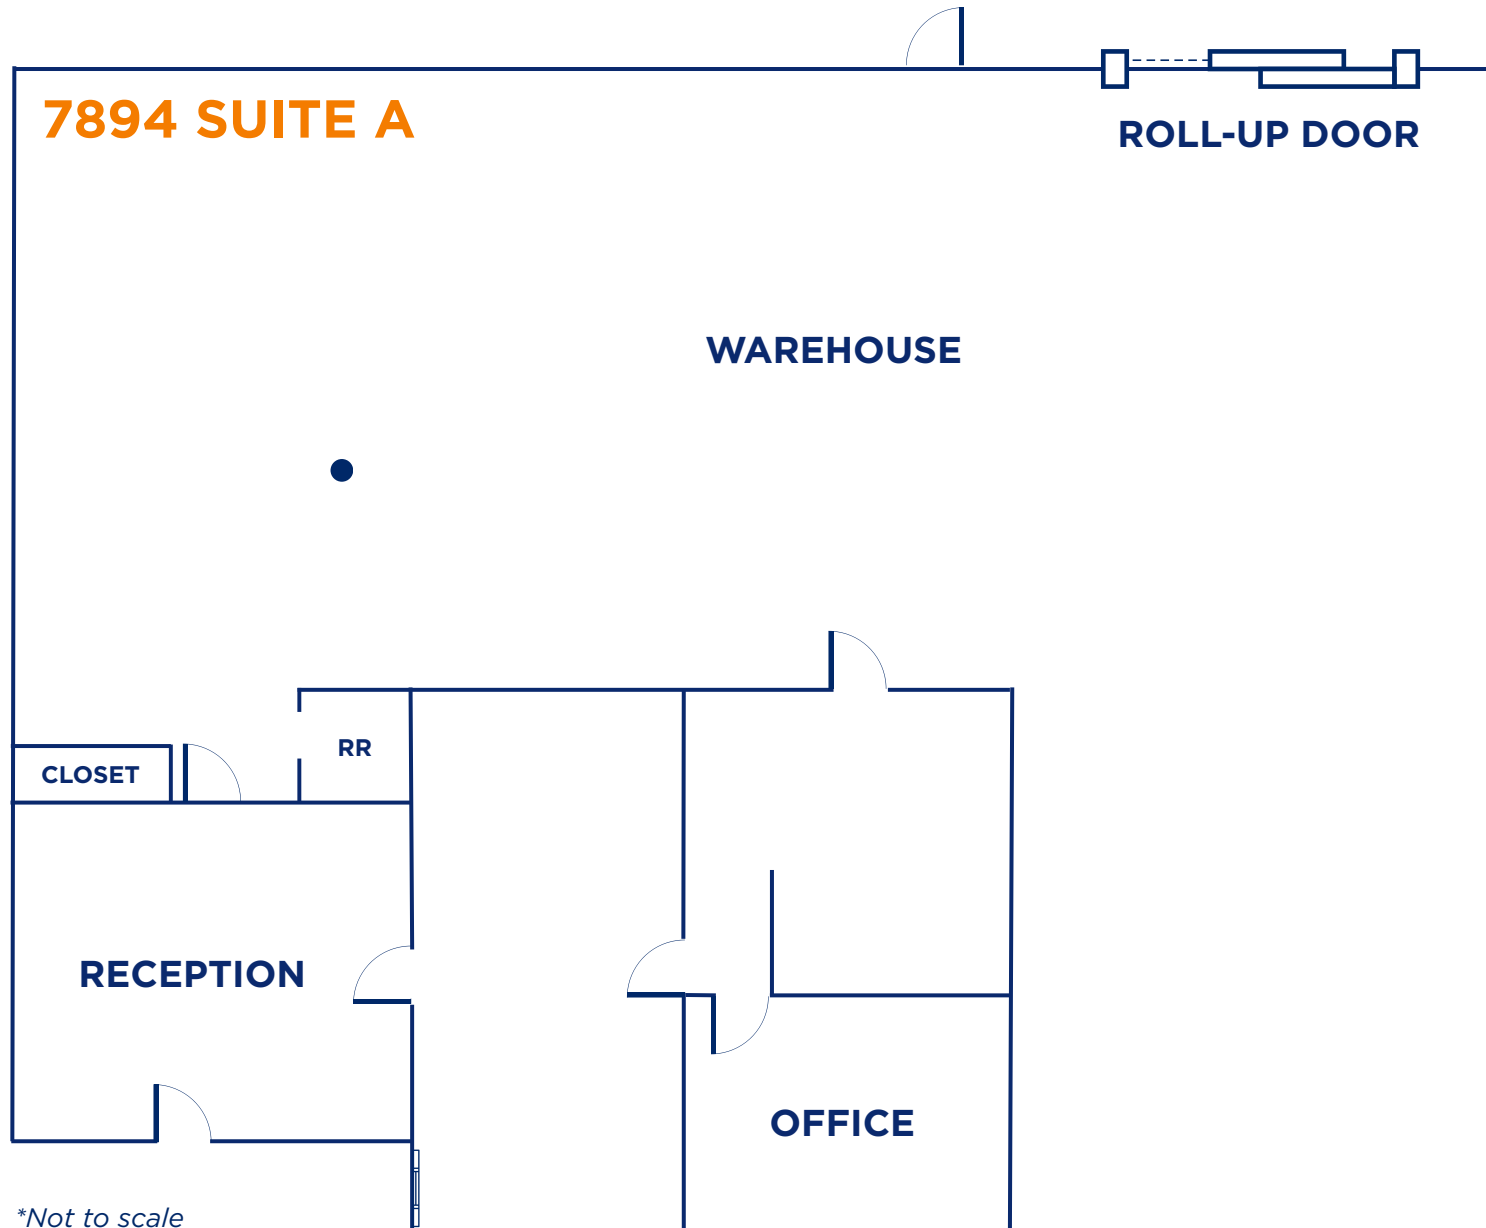 7894 SUITE A
ROLL-UP DOOR
WAREHOUSE
RR
CLOSET
RECEPTION
OFFICE
*Not to scale